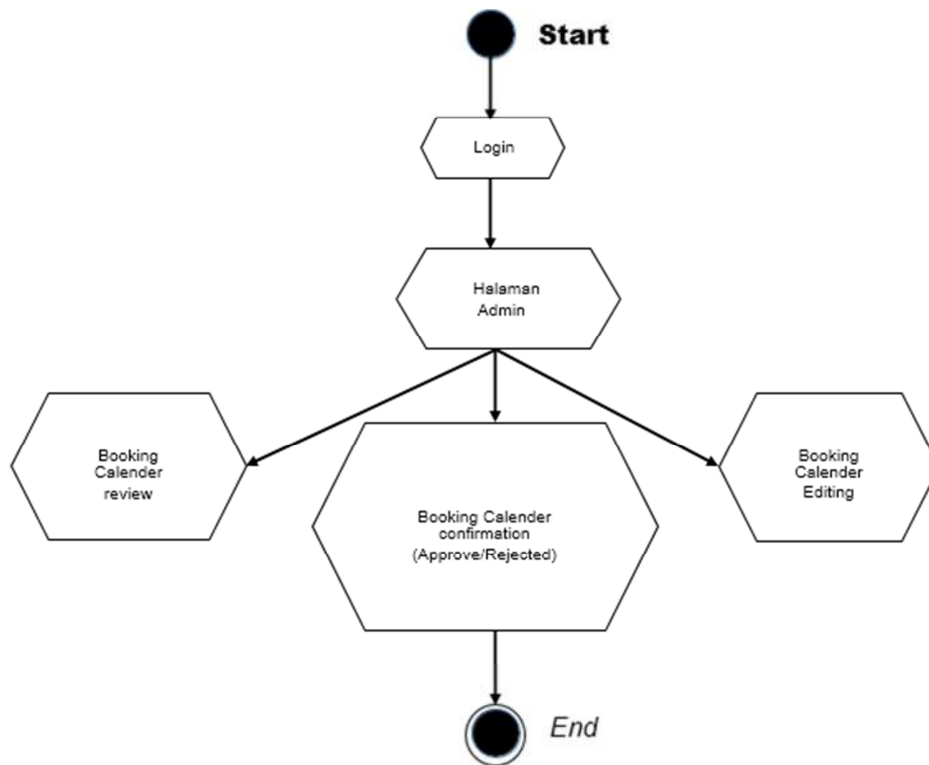 Start
Login
Halaman
Admin
Booking
Calender
review
Booking Calender
confirmation
(Approve/Rejected)
Booking
Calender
Editing
End